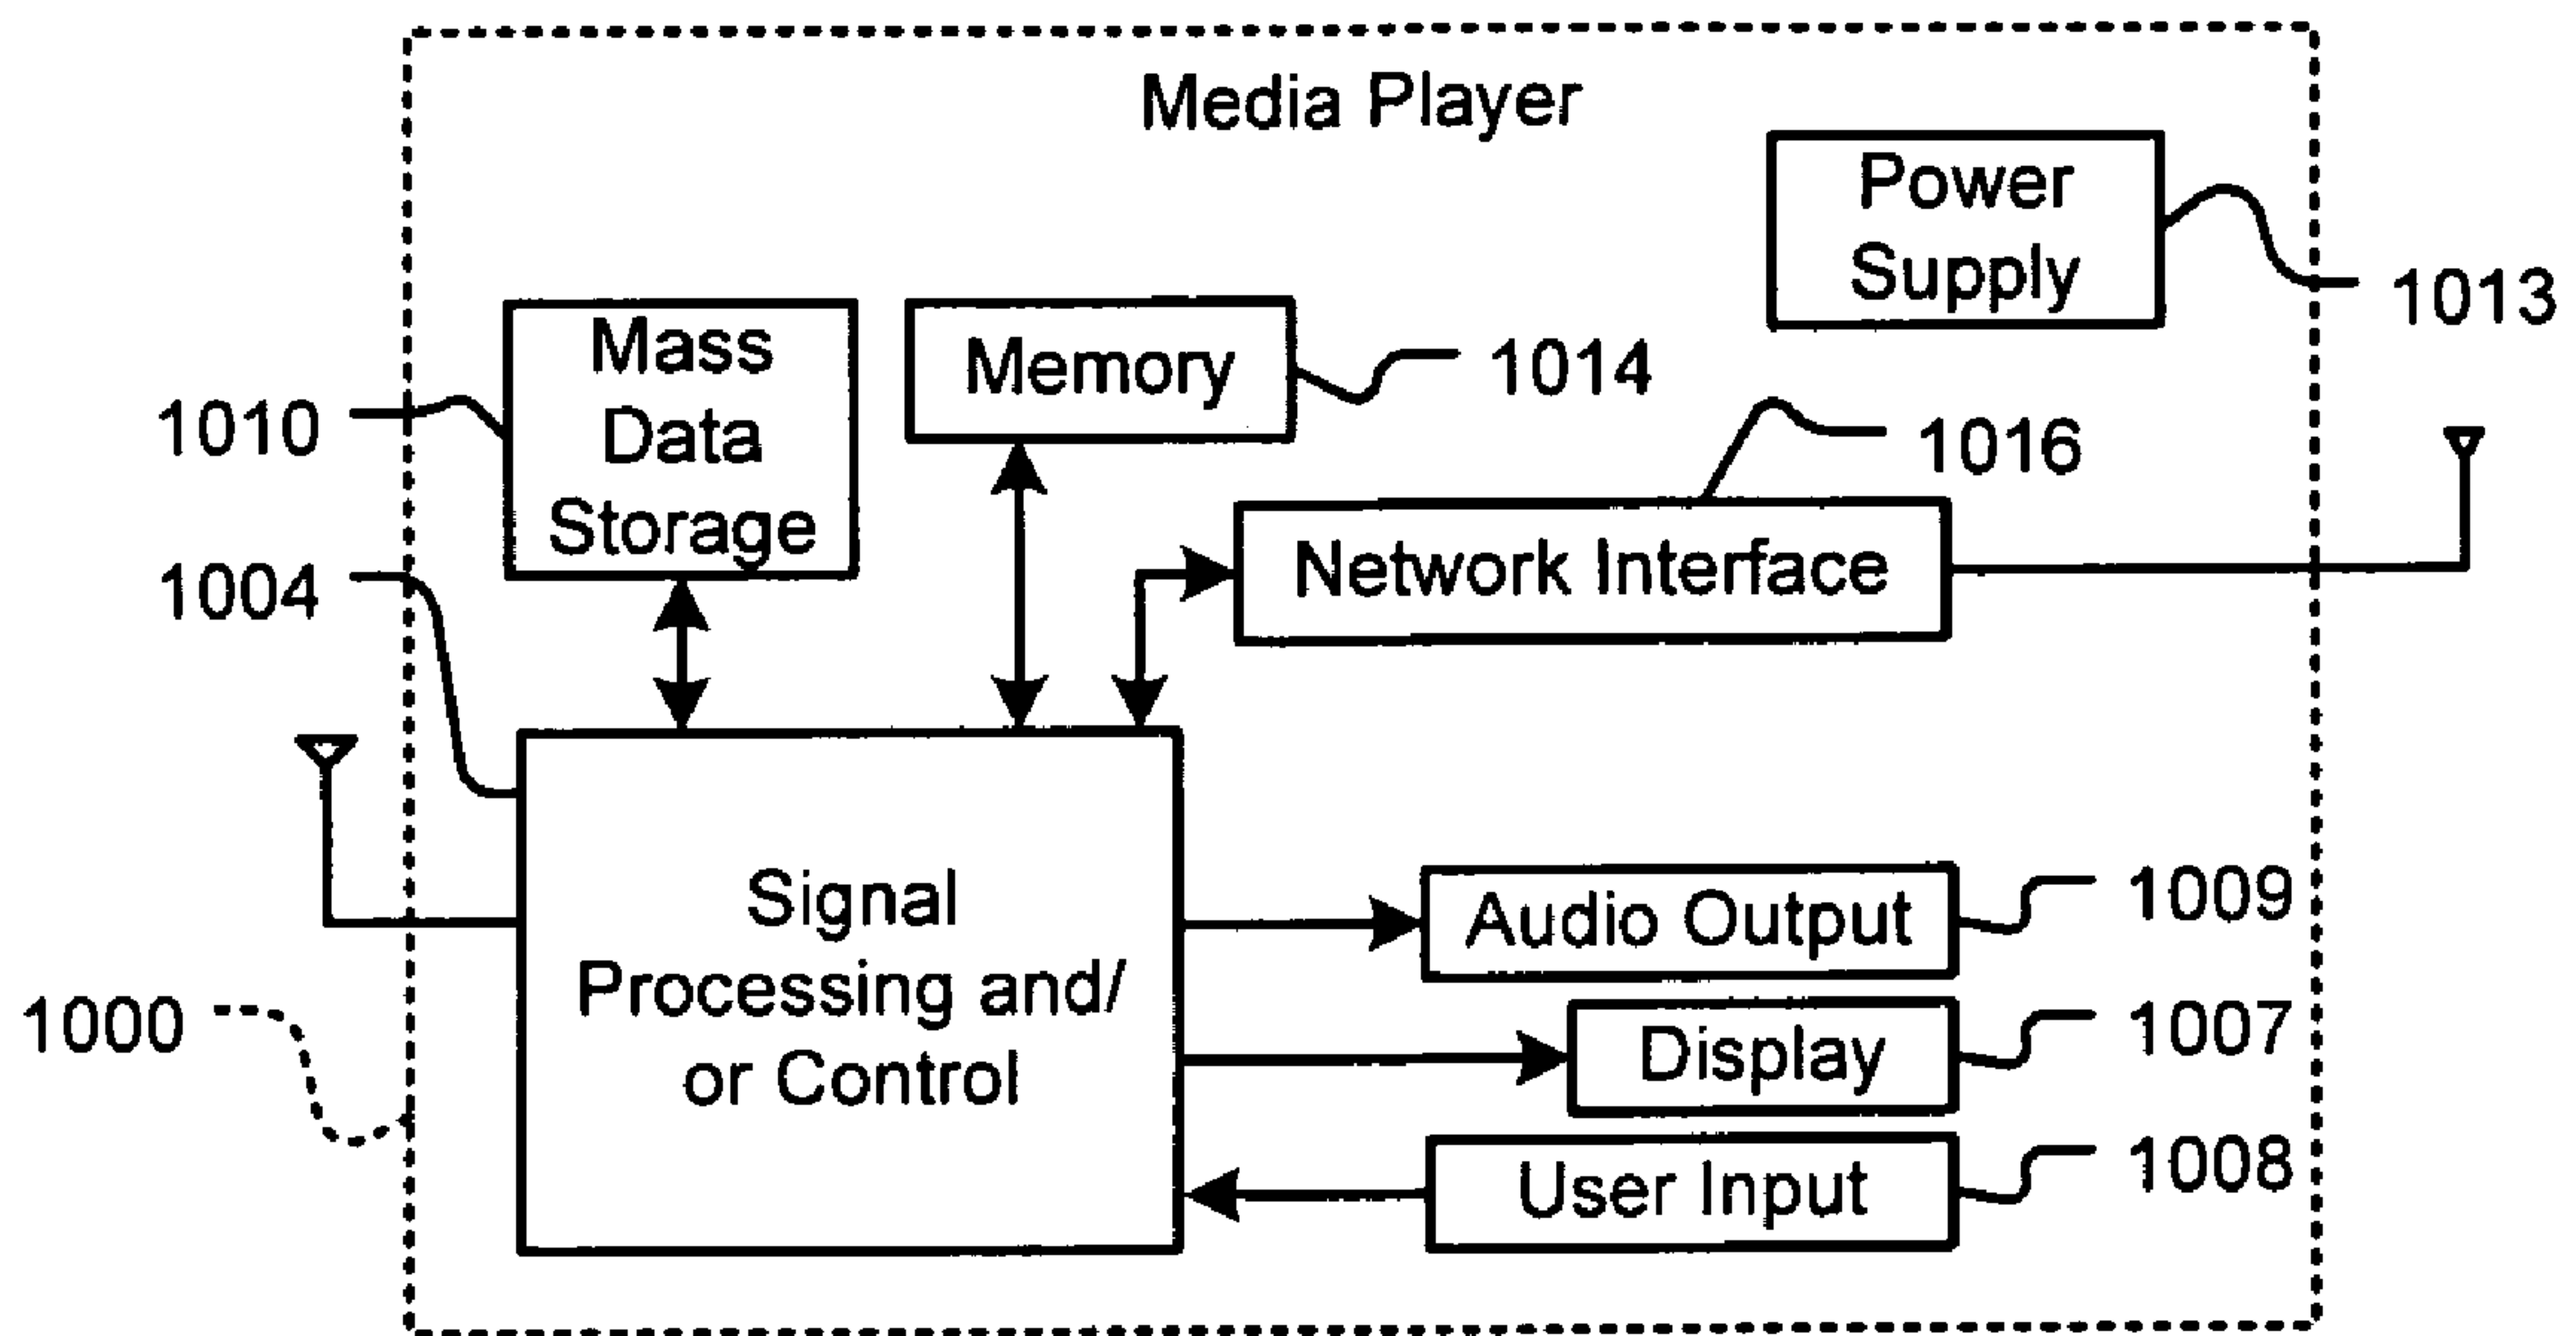 Media Player
Power
Supply
1013
Mass
Data
Storage
1010
Memory
1014
1016
Network Interface
1004
Signal
Processing and/
or Control
1000
Audio Output
1009
Display
1007
User Input
1008